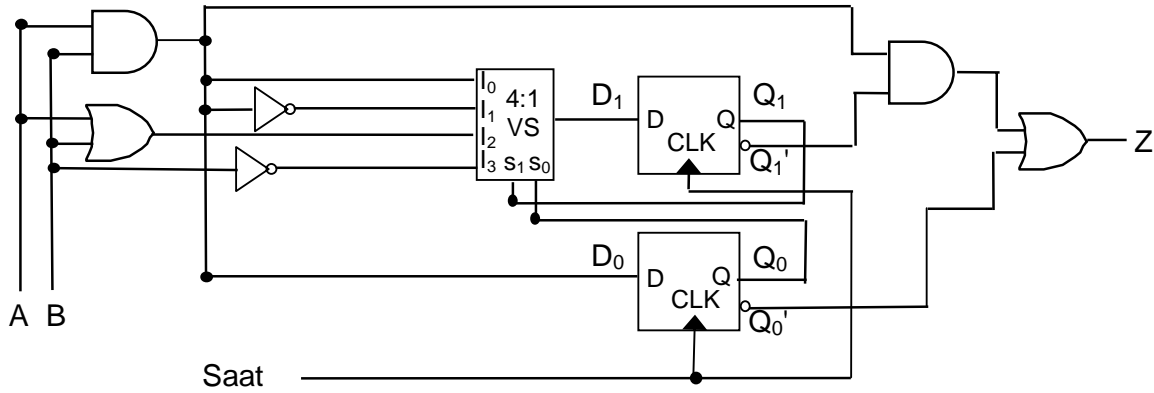 I₀
I₁
I₂
I₃
4:1
VS
s₁ s₀
D₁
D
Q
CLK
Q₁
Q₁'
Z
D₀
D
Q
CLK
Q₀
Q₀'
A B
Saat